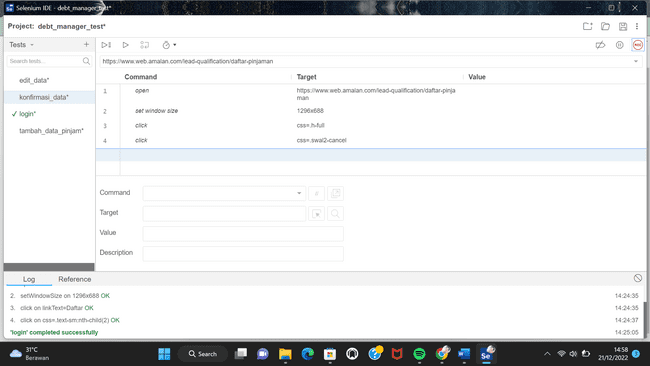 Selenium IDE - debt_manager_test*
Project: debt_manager_test*
Tests
Search tests...
edit_data*
konfirmasi_data*
✓ login*
tambah_data_pinjam*
https://www.web.amalan.com/lead-qualification/daftar-pinjaman
Command Target Value
1 open https://www.web.amalan.com/lead-qualification/daftar-pinja
man
2 set window size 1296x688
3 click css=.h-full
4 click css=.swal2-cancel
Command
Target
Value
Description
REC
Log Reference
2. setWindowSize on 1296x688 OK 14:24:35
3. click on linkText=Daftar OK 14:24:35
4. click on css=.text-sm:nth-child(2) OK 14:24:37
'login' completed successfully 14:25:05
31°C
Berawan
Search
Se
14:58
21/12/2022